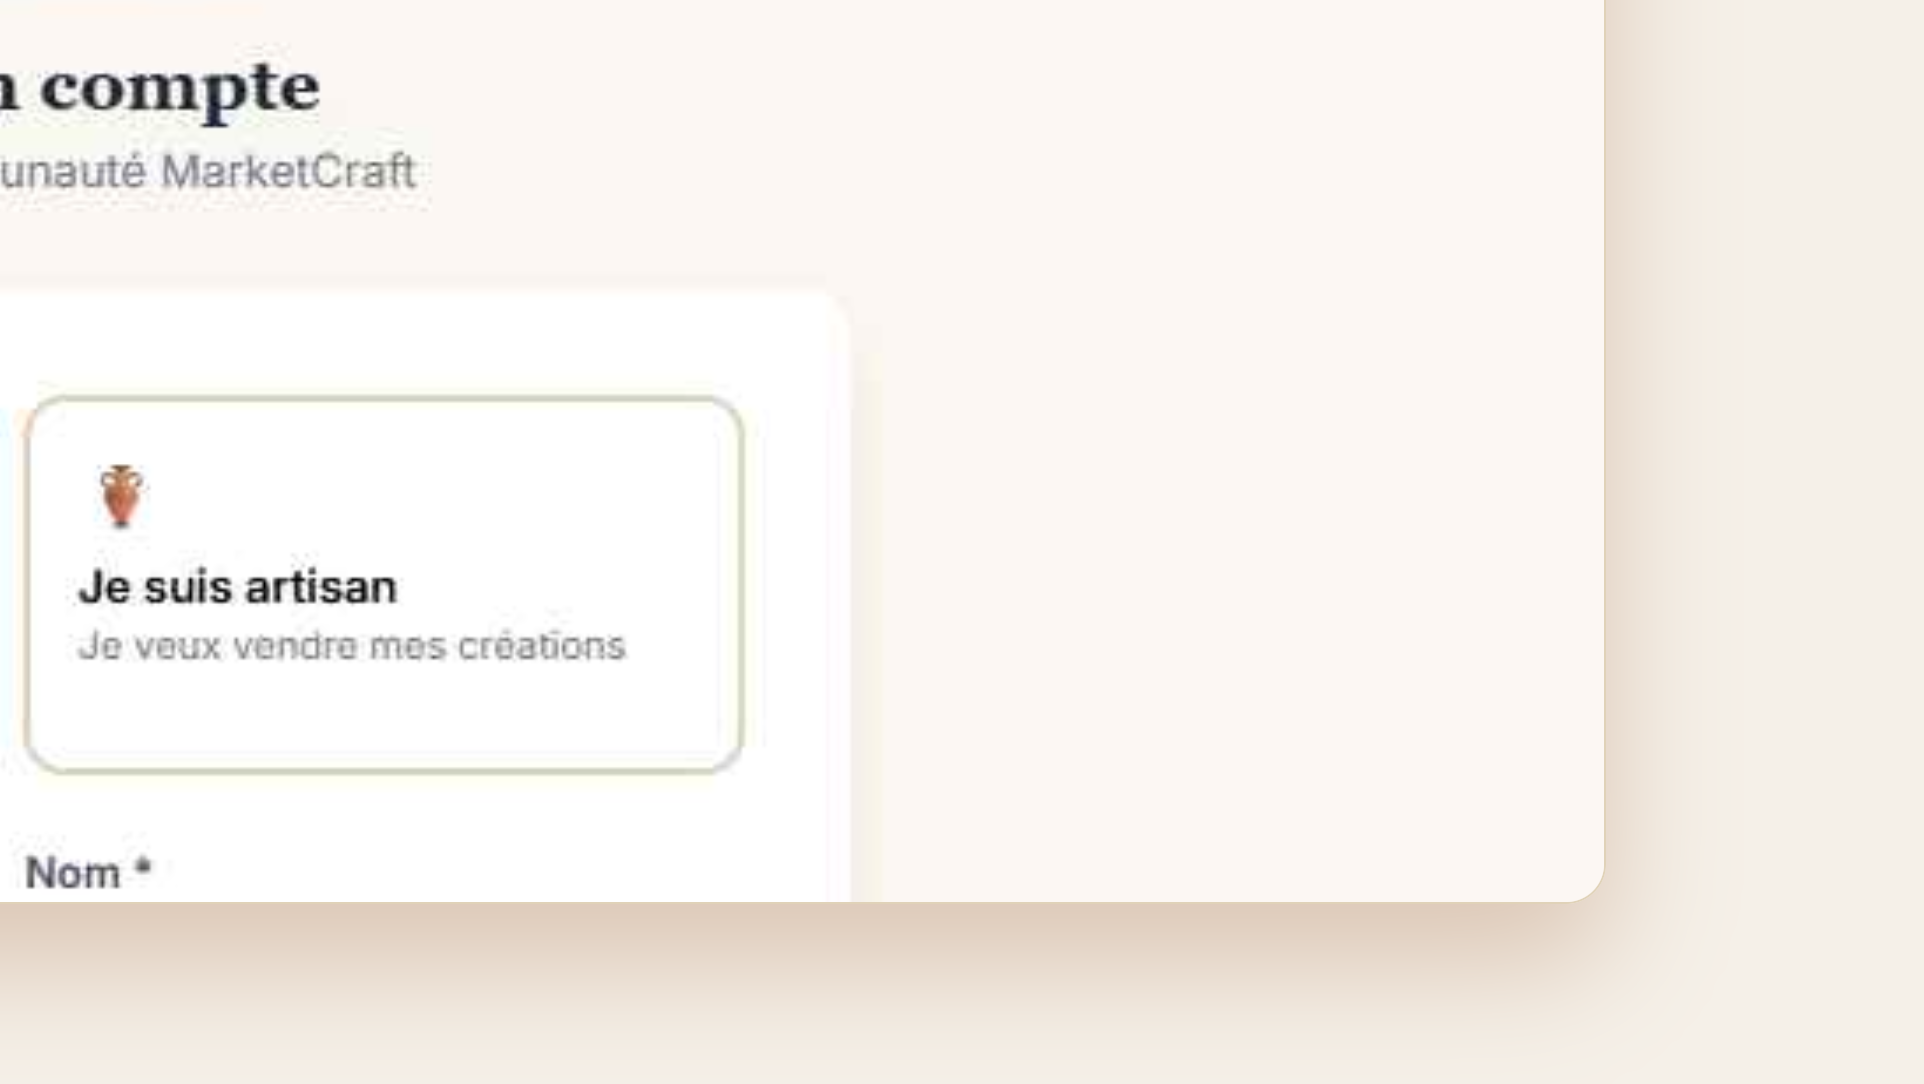 n compte
unauté MarketCraft
Je suis artisan
Je veux vendre mes créations
Nom *